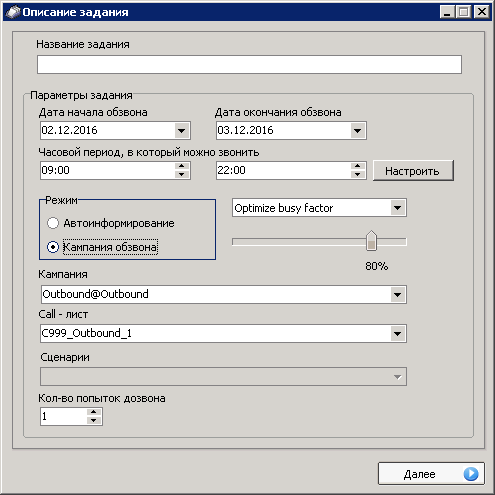 Описание задания
Название задания
Параметры задания
Дата начала обзвона Дата окончания обзвона
02.12.2016 03.12.2016
Часовой период, в который можно звонить
09:00 22:00 Настроить
Режим
Optimize busy factor
Автоинформирование
Кампания обзвона
80%
Кампания
Outbound@Outbound
Call - лист
C999_Outbound_1
Сценарии
Кол-во попыток дозвона
1
Далее